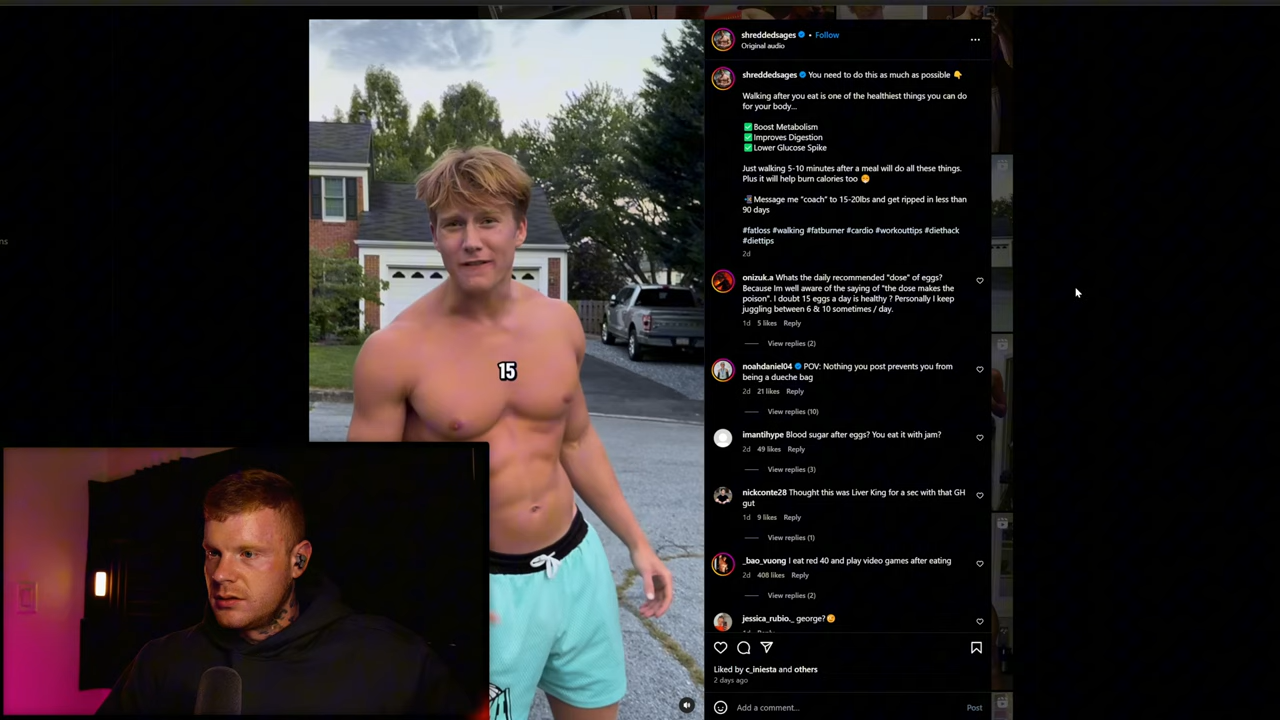 shreddedsages • Follow
Original audio
shreddedsages You need to do this as much as possible 👇
Walking after you eat is one of the healthiest things you can do
for your body...
✅Boost Metabolism
✅Improves Digestion
✅Lower Glucose Spike
Just walking 5-10 minutes after a meal will do all these things.
Plus it will help burn calories too
📲Message me "coach" to 15-20lbs and get ripped in less than
90 days
#fatloss #walking #fatburner #cardio #workouttips #diethack
#diettips
2d
onizuk.a Whats the daily recommended "dose" of eggs?
Because Im well aware of the saying of "the dose makes the
poison". I doubt 15 eggs a day is healthy ? Personally I keep
juggling between 6 & 10 sometimes / day.
1d 5 likes Reply
View replies (2)
noahdaniel04 POV: Nothing you post prevents you from
being a dueche bag
2d 21 likes Reply
View replies (10)
imantihype Blood sugar after eggs? You eat it with jam?
2d 49 likes Reply
View replies (3)
nickconte28 Thought this was Liver King for a sec with that GH
gut
1d 9 likes Reply
View replies (1)
_bao_vuong I eat red 40 and play video games after eating
2d 408 likes Reply
View replies (2)
jessica_rubio._ george?
Liked by c_iniesta and others
2 days ago
Add a comment...
Post
15